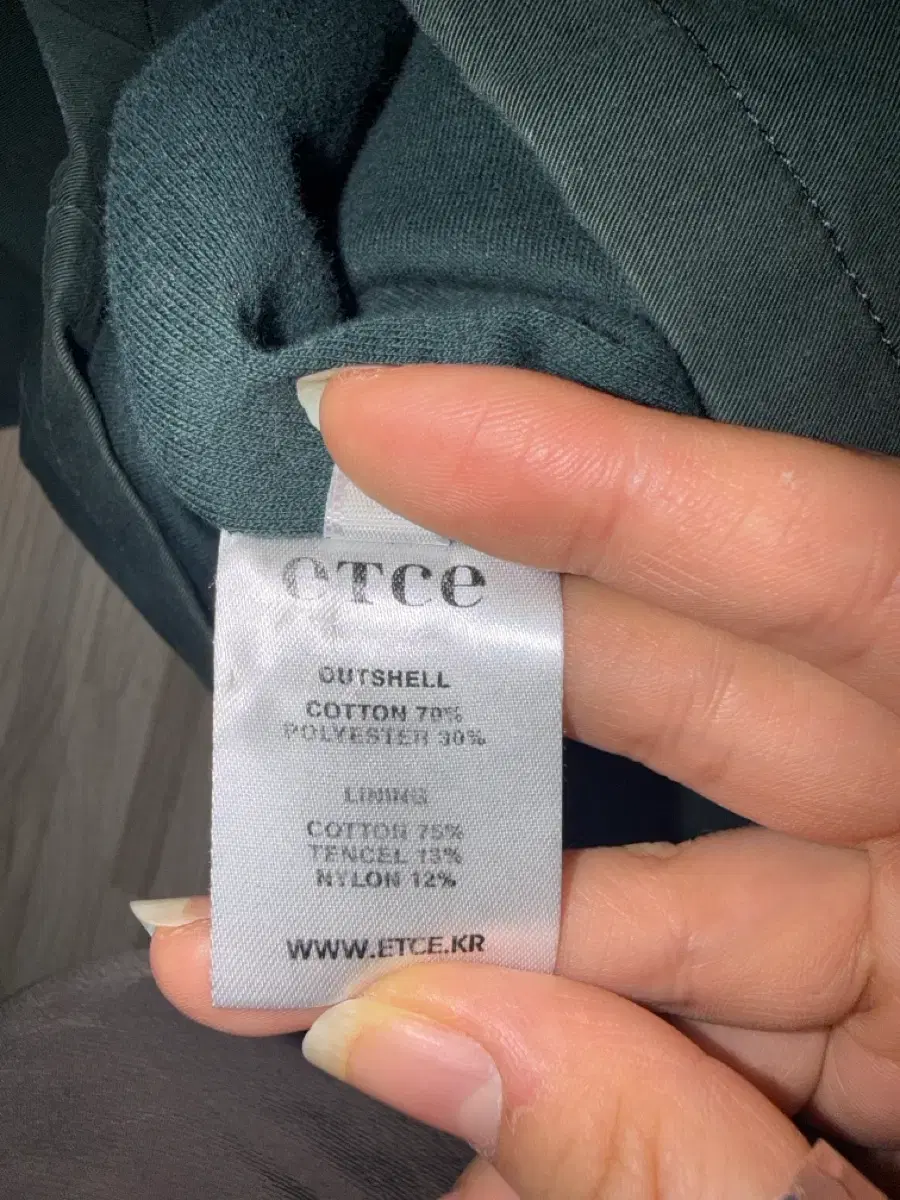 eTce
OUTSHELL
COTTON 70%
POLYESTER 30%
LINING
COTTON 75%
TENCEL 13%
NYLON 12%
WWW.ETCE.KR